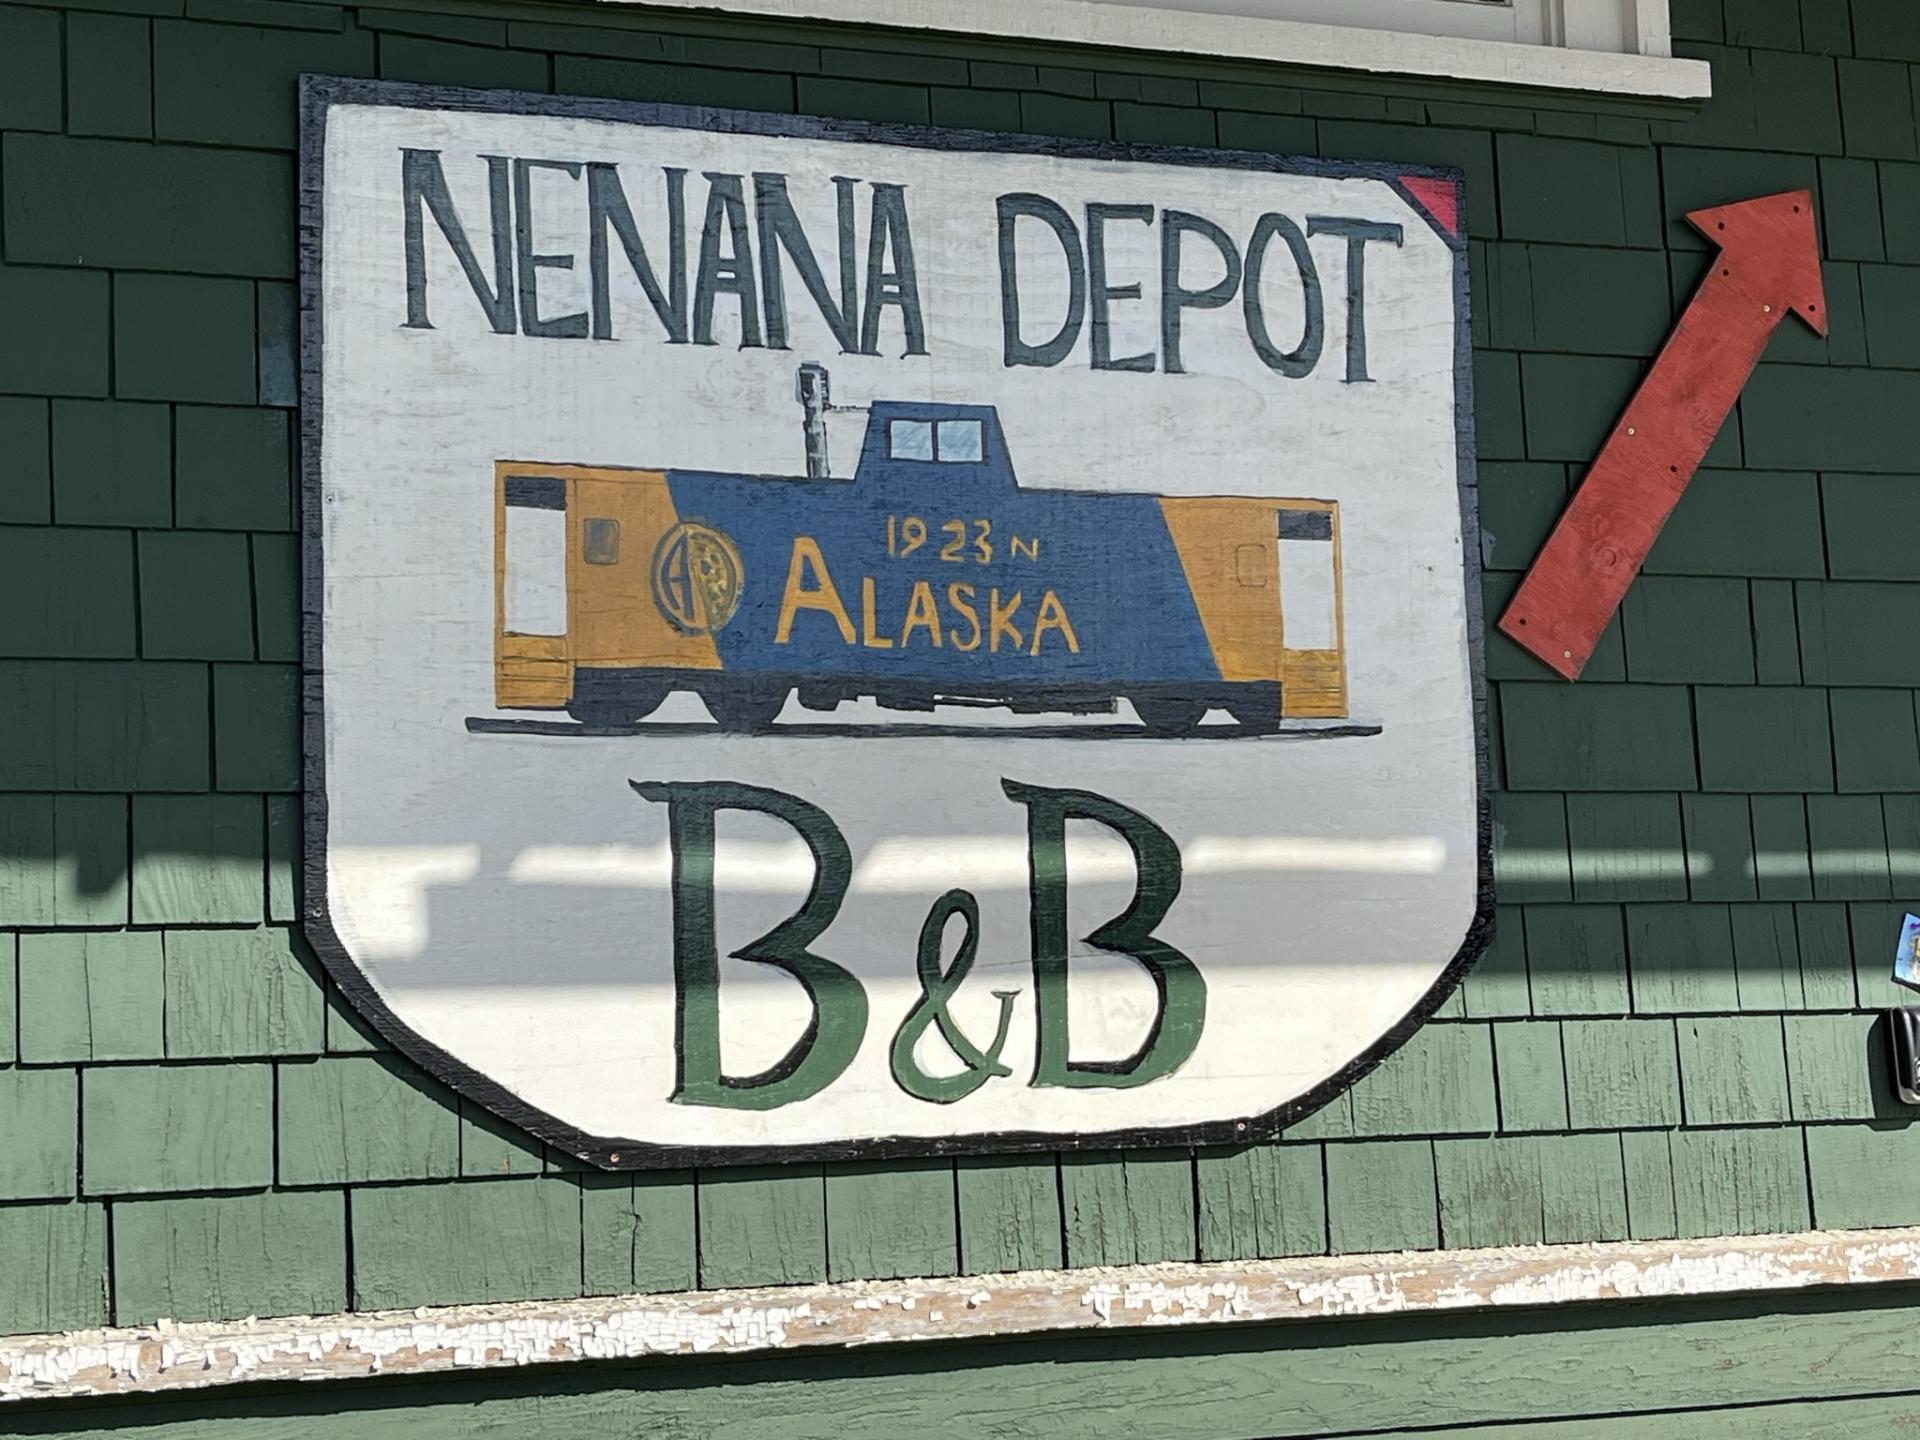 NENANA DEPOT
1923 N
ALASKA
B&B